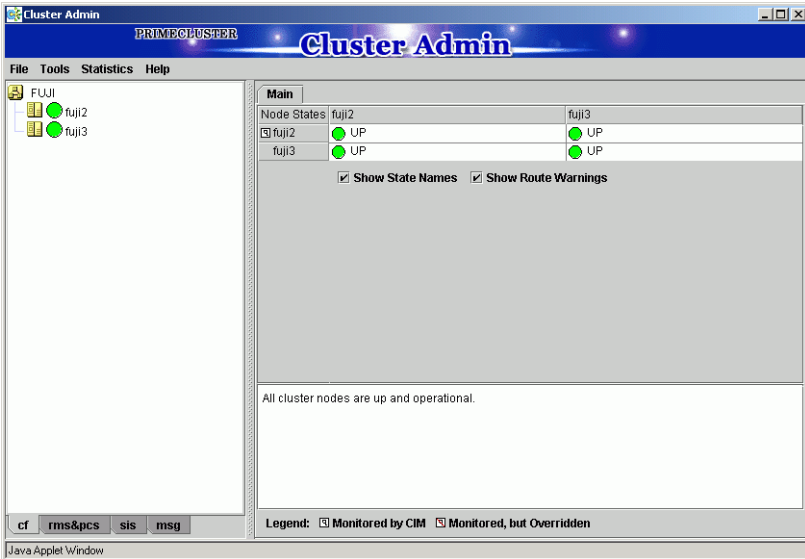 Cluster Admin
PRIMECLUSTER
Cluster Admin
File Tools Statistics Help
FUJI
fuji2
fuji3
Main
Node States fuji2 fuji3
fuji2 UP UP
fuji3 UP UP
Show State Names Show Route Warnings
All cluster nodes are up and operational.
cf rms&pcs sis msg
Legend: Monitored by CIM Monitored, but Overridden
Java Applet Window